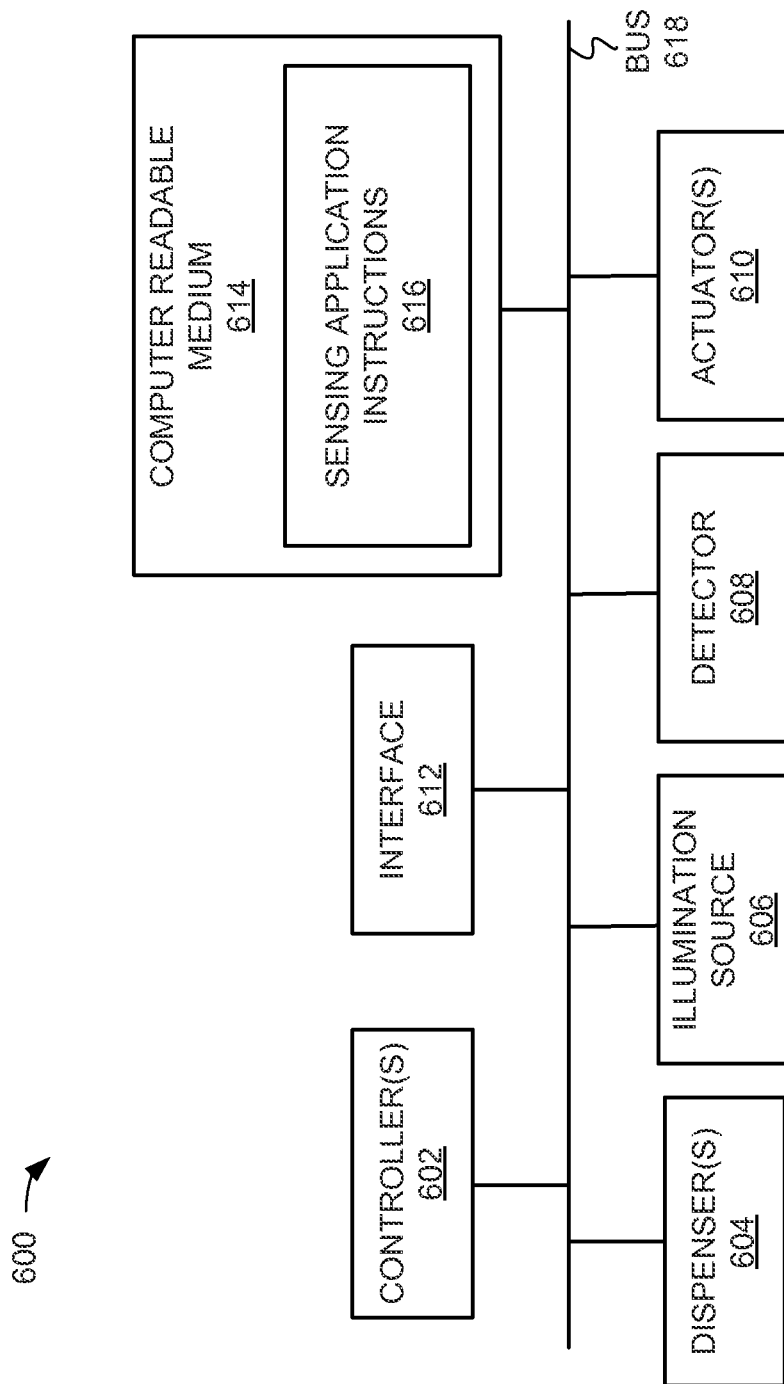 600
CONTROLLER(S)
602
INTERFACE
612
COMPUTER READABLE
MEDIUM
614
SENSING APPLICATION
INSTRUCTIONS
616
BUS
618
DISPENSER(S)
604
ILLUMINATION
SOURCE
606
DETECTOR
608
ACTUATOR(S)
610